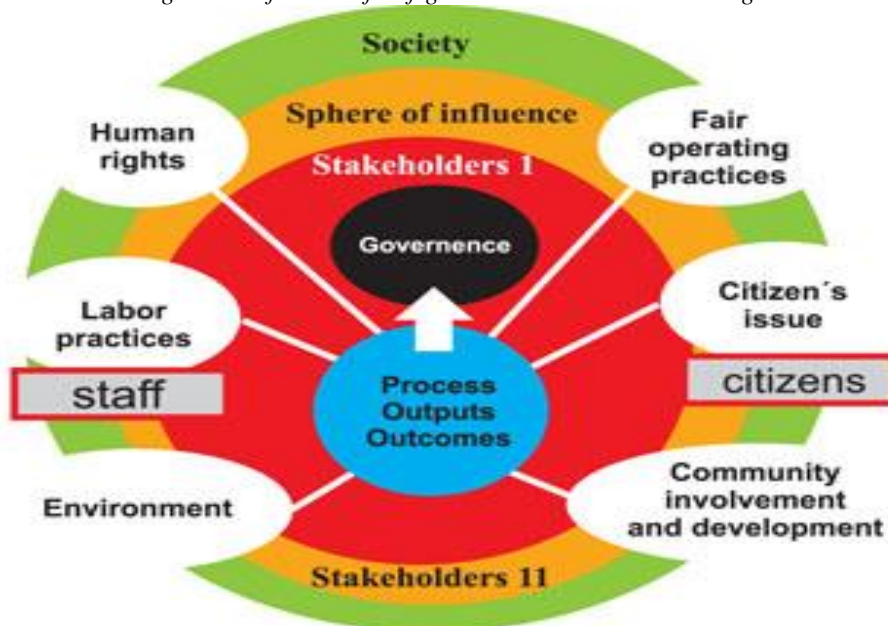 Society
Sphere of influence
Stakeholders 1
Human
rights
Fair
operating
practices
Governence
Labor
practices
Citizen´s
issue
staff
citizens
Process
Outputs
Outcomes
Environment
Community
involvement
and development
Stakeholders 11